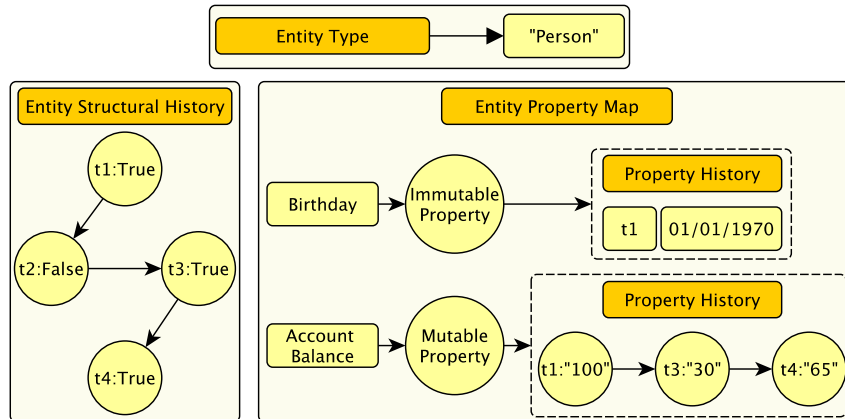 Entity Type
"Person"
Entity Structural History
t1:True
t2:False
t3:True
t4:True
Entity Property Map
Birthday
Immutable
Property
Property History
t1
01/01/1970
Account
Balance
Mutable
Property
Property History
t1:"100"
t3:"30"
t4:"65"